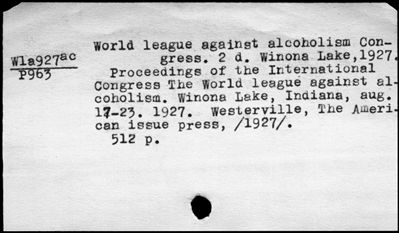 World league against alcoholism Con-
gress. 2 d. Winona Lake, 1927.
Wla927ac
P963
Proceedings of the International
Congress The World league against al-
coholism. Winona Lake, Indiana, aug.
17-23. 1927. Westerville, The Ameri-
can issue press, /1927/.
512 p.